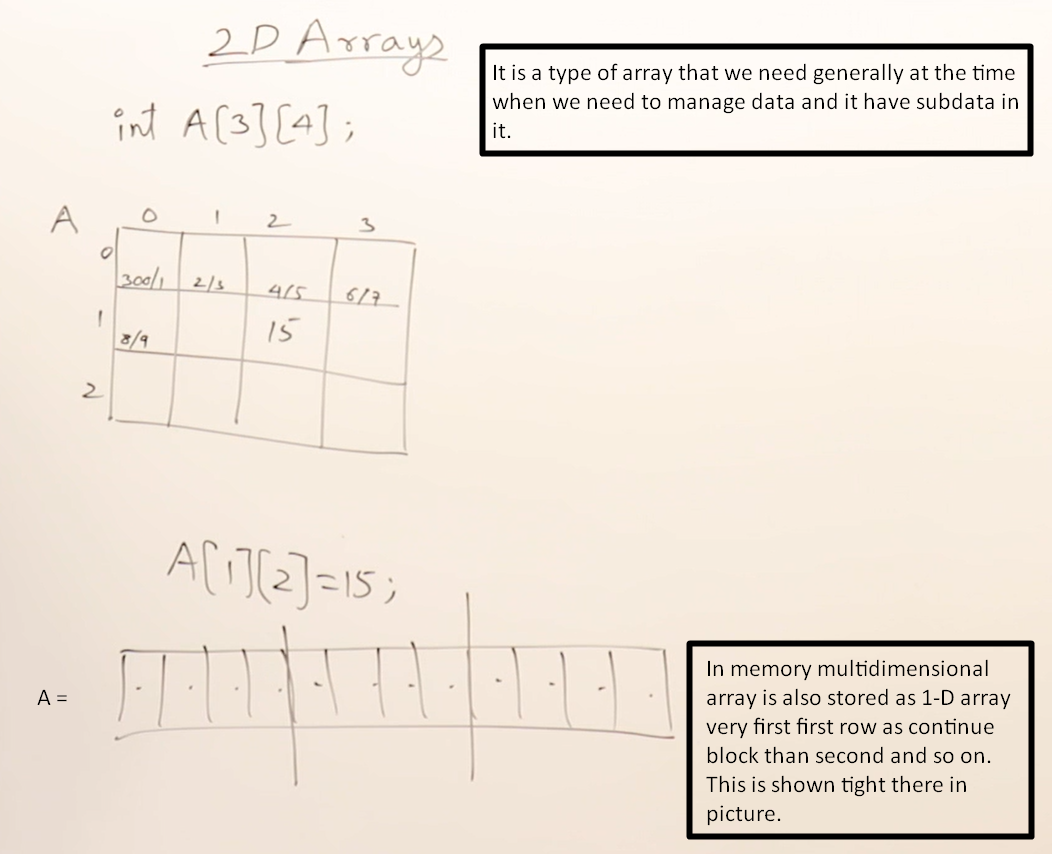 2D Arrays
It is a type of array that we need generally at the time
when we need to manage data and it have subdata in
it.
int A[3][4];
A 0 1 2 3
0 300/1 2/3 4/5 6/7
1 8/9 15
2
A[1][2]=15;
A =
In memory multidimensional
array is also stored as 1-D array
very first first row as continue
block than second and so on.
This is shown tight there in
picture.